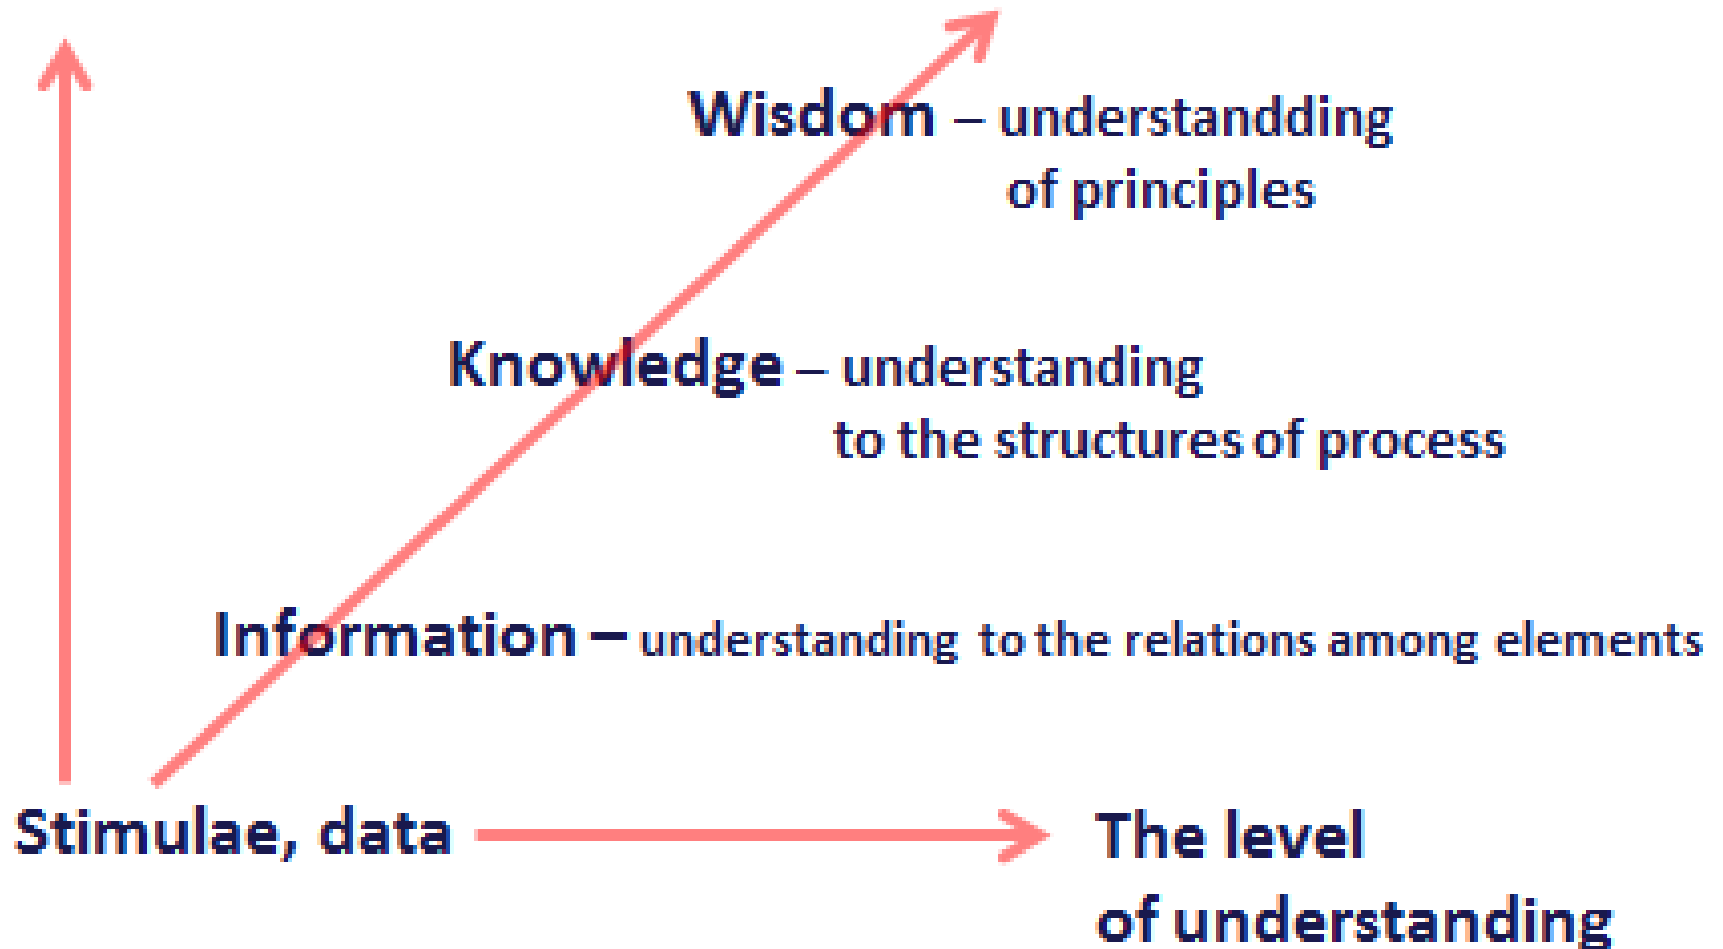 Wisdom – understandding
of principles
Knowledge – understanding
to the structures of process
Information – understanding to the relations among elements
Stimulae, data
The level
of understanding